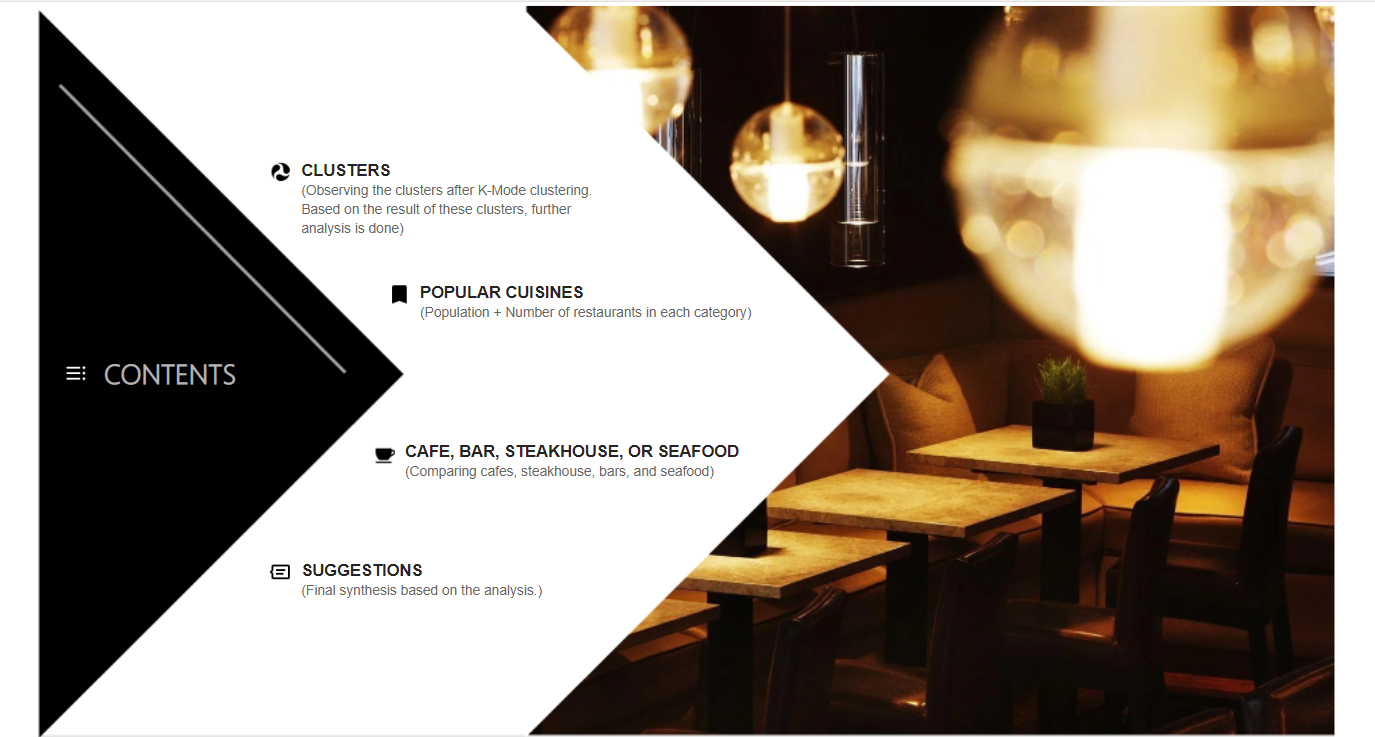 CLUSTERS
(Observing the clusters after K-Mode clustering.
Based on the result of these clusters, further
analysis is done)
POPULAR CUISINES
(Population + Number of restaurants in each category)
CONTENTS
CAFE, BAR, STEAKHOUSE, OR SEAFOOD
(Comparing cafes, steakhouse, bars, and seafood)
SUGGESTIONS
(Final synthesis based on the analysis.)